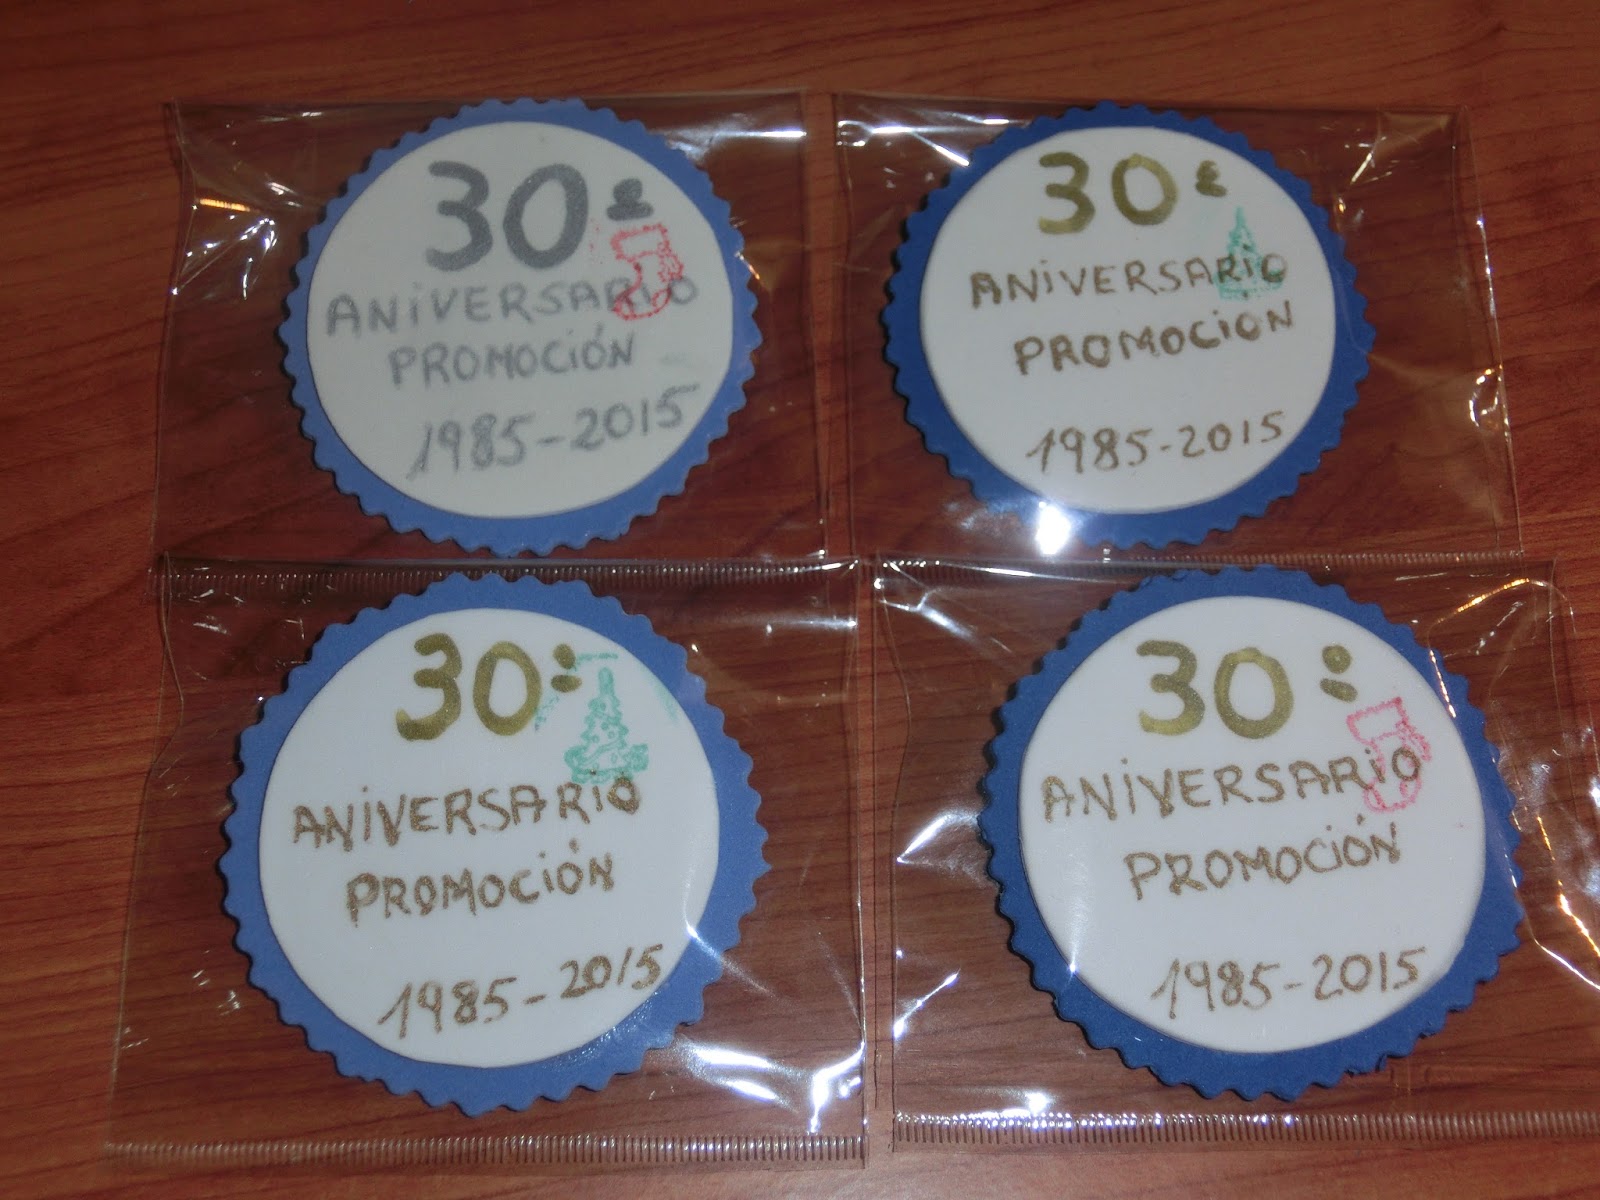 30º
ANiVERSARiO
PROMOCiÓN
1985-2015
30º
ANiVERSARiO
PROMOCiON
1985-2015
30º
ANiVERSARiO
PROMOCiÓN
1985-2015
30º
ANiVERSARiO
PROMOCiÓN
1985-2015